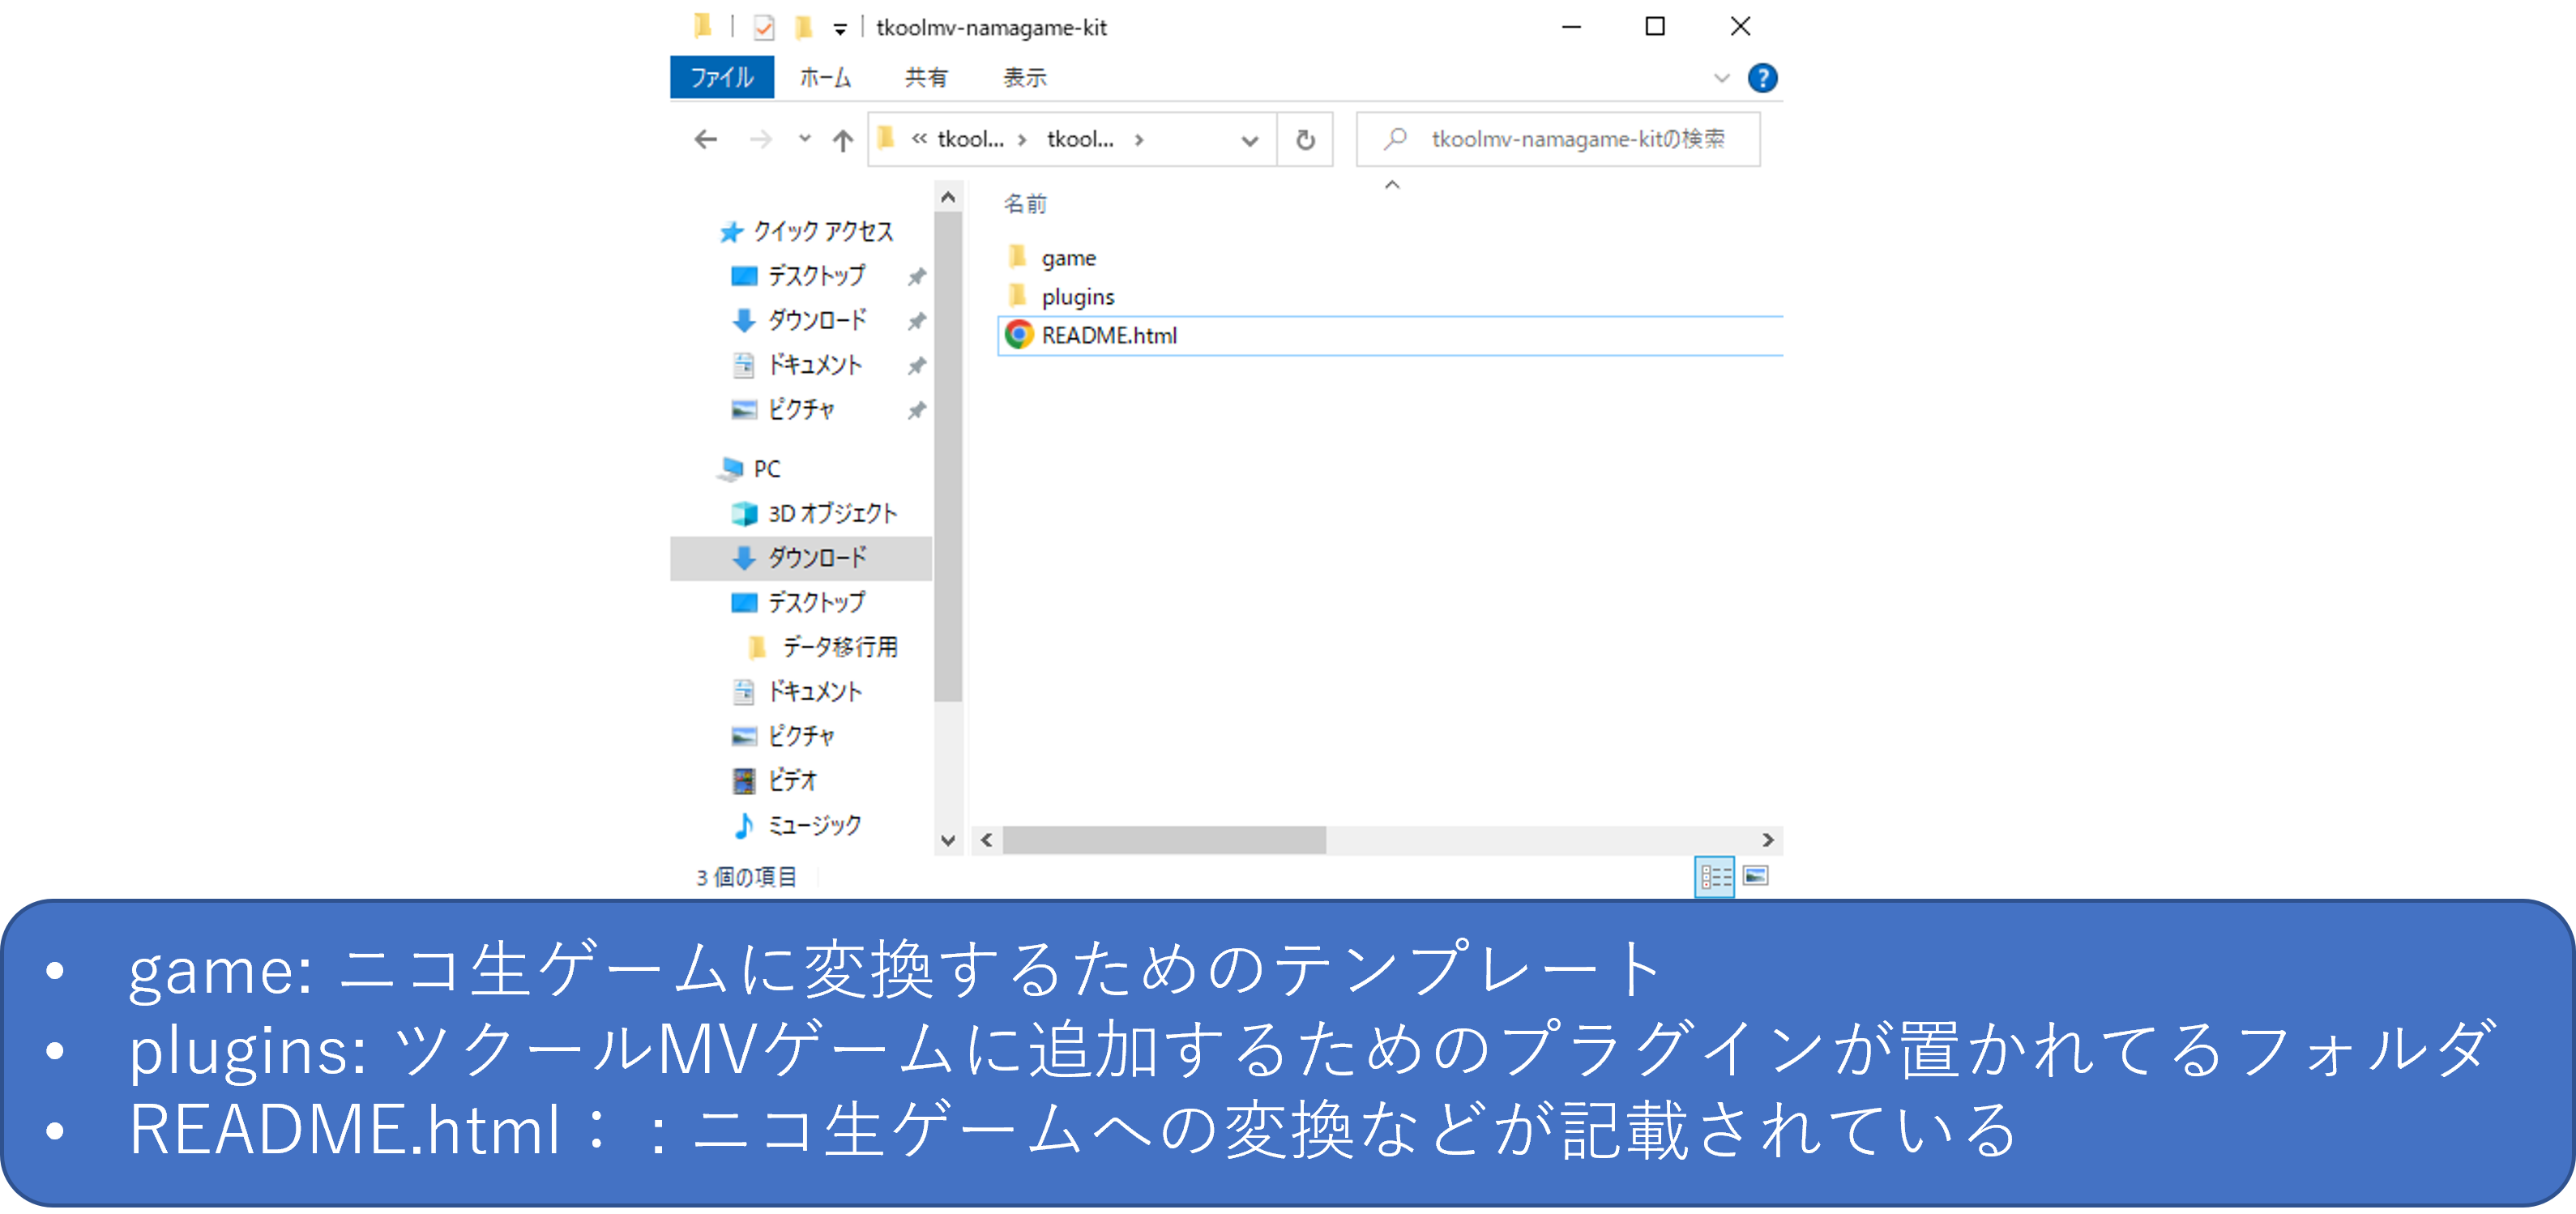 tkoolmv-namagame-kit
ファイル ホーム 共有 表示
« tkool... › tkool... › tkoolmv-namagame-kitの検索
名前
クイック アクセス
デスクトップ
ダウンロード
ドキュメント
ピクチャ
PC
3D オブジェクト
ダウンロード
デスクトップ
データ移行用
ドキュメント
ピクチャ
ビデオ
ミュージック
game
plugins
README.html
3 個の項目
• game: ニコ生ゲームに変換するためのテンプレート
• plugins: ツクールMVゲームに追加するためのプラグインが置かれてるフォルダ
• README.html： : ニコ生ゲームへの変換などが記載されている